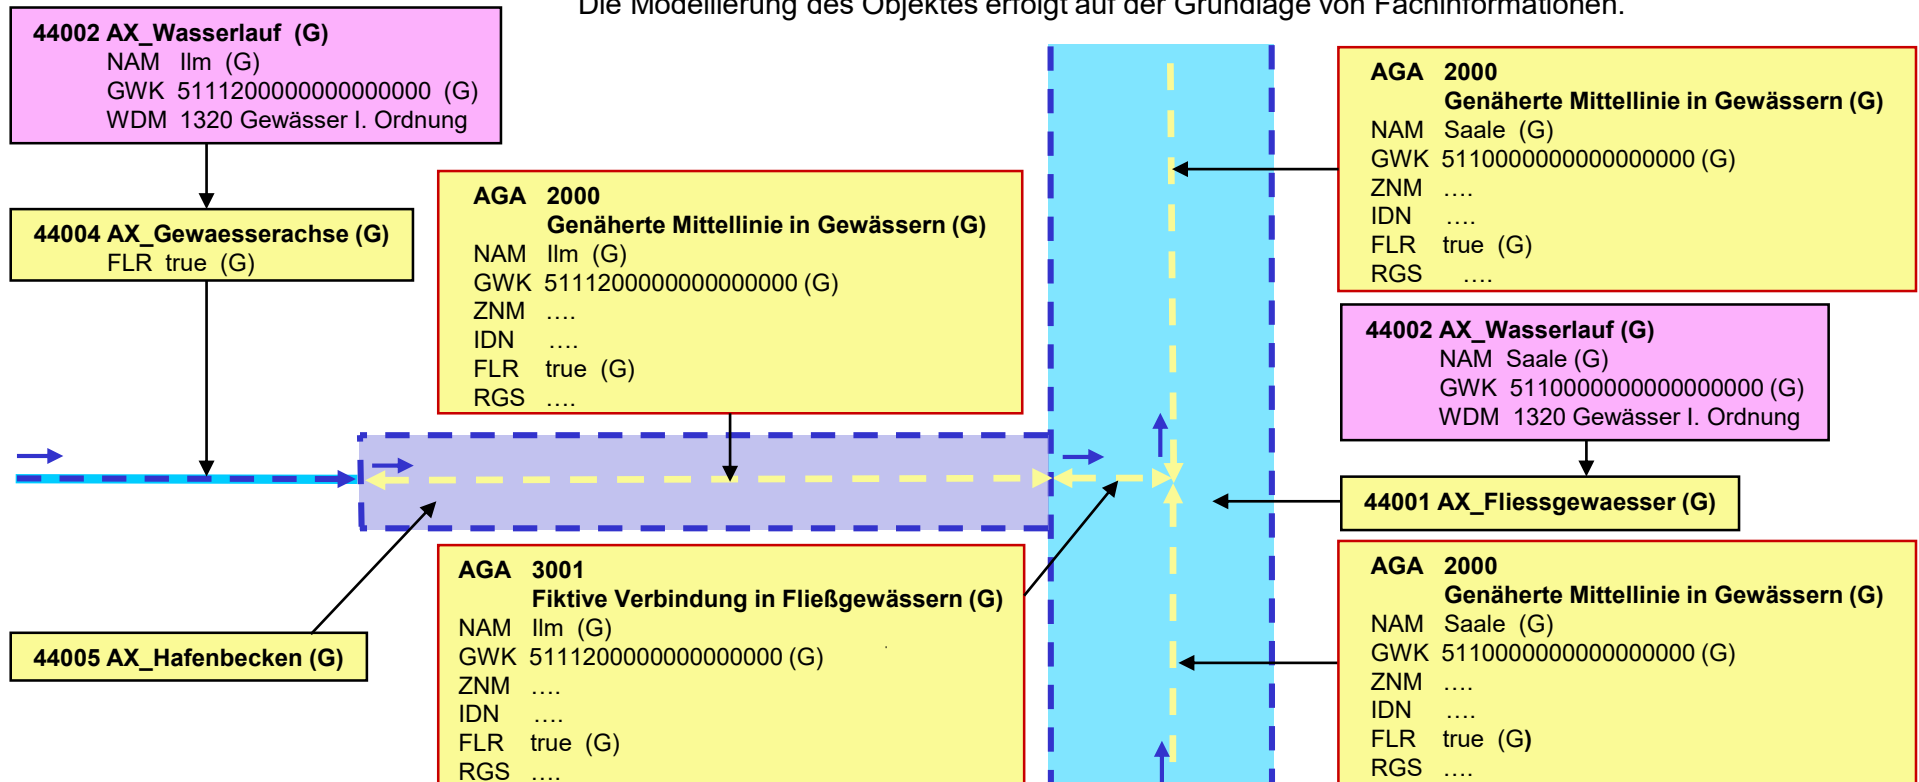 Die Modellierung des Objektes erfolgt auf der Grundlage von Fachinformationen.
44002 AX_Wasserlauf (G)
NAM Ilm (G)
GWK 5111200000000000000 (G)
WDM 1320 Gewässer I. Ordnung
44004 AX_Gewaesserachse (G)
FLR true (G)
AGA 2000
Genäherte Mittellinie in Gewässern (G)
NAM Ilm (G)
GWK 5111200000000000000 (G)
ZNM ....
IDN ....
FLR true (G)
RGS ....
AGA 2000
Genäherte Mittellinie in Gewässern (G)
NAM Saale (G)
GWK 5110000000000000000 (G)
ZNM ....
IDN ....
FLR true (G)
RGS ....
44002 AX_Wasserlauf (G)
NAM Saale (G)
GWK 5110000000000000000 (G)
WDM 1320 Gewässer I. Ordnung
44001 AX_Fliessgewaesser (G)
44005 AX_Hafenbecken (G)
AGA 3001
Fiktive Verbindung in Fließgewässern (G)
NAM Ilm (G)
GWK 5111200000000000000 (G)
ZNM ....
IDN ....
FLR true (G)
RGS ....
AGA 2000
Genäherte Mittellinie in Gewässern (G)
NAM Saale (G)
GWK 5110000000000000000 (G)
ZNM ....
IDN ....
FLR true (G)
RGS ....